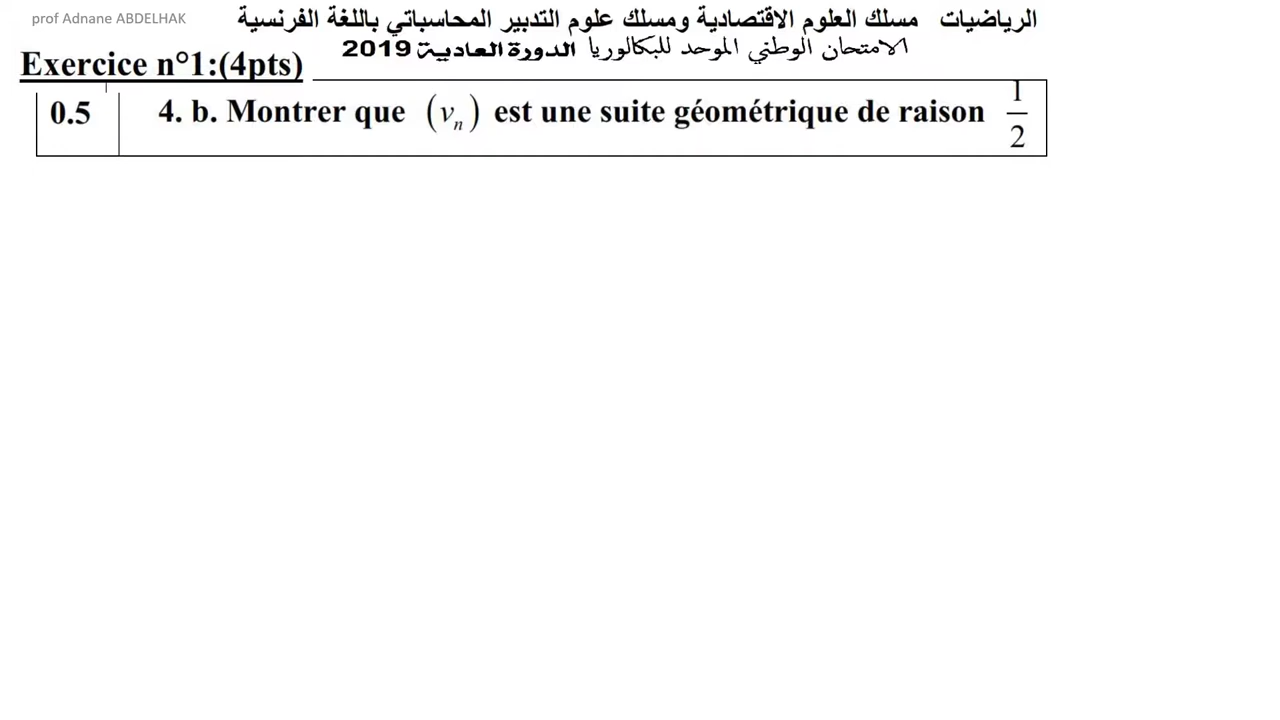 prof Adnane ABDELHAK
الرياضيات مسلك العلوم الاقتصادية ومسلك علوم التدبير المحاسباتي باللغة الفرنسية
الامتحان الوطني الموحد للبكالوريا الدورة العادية 2019
Exercice n°1:(4pts)
0.5 4. b. Montrer que (vₙ) est une suite géométrique de raison 1/2